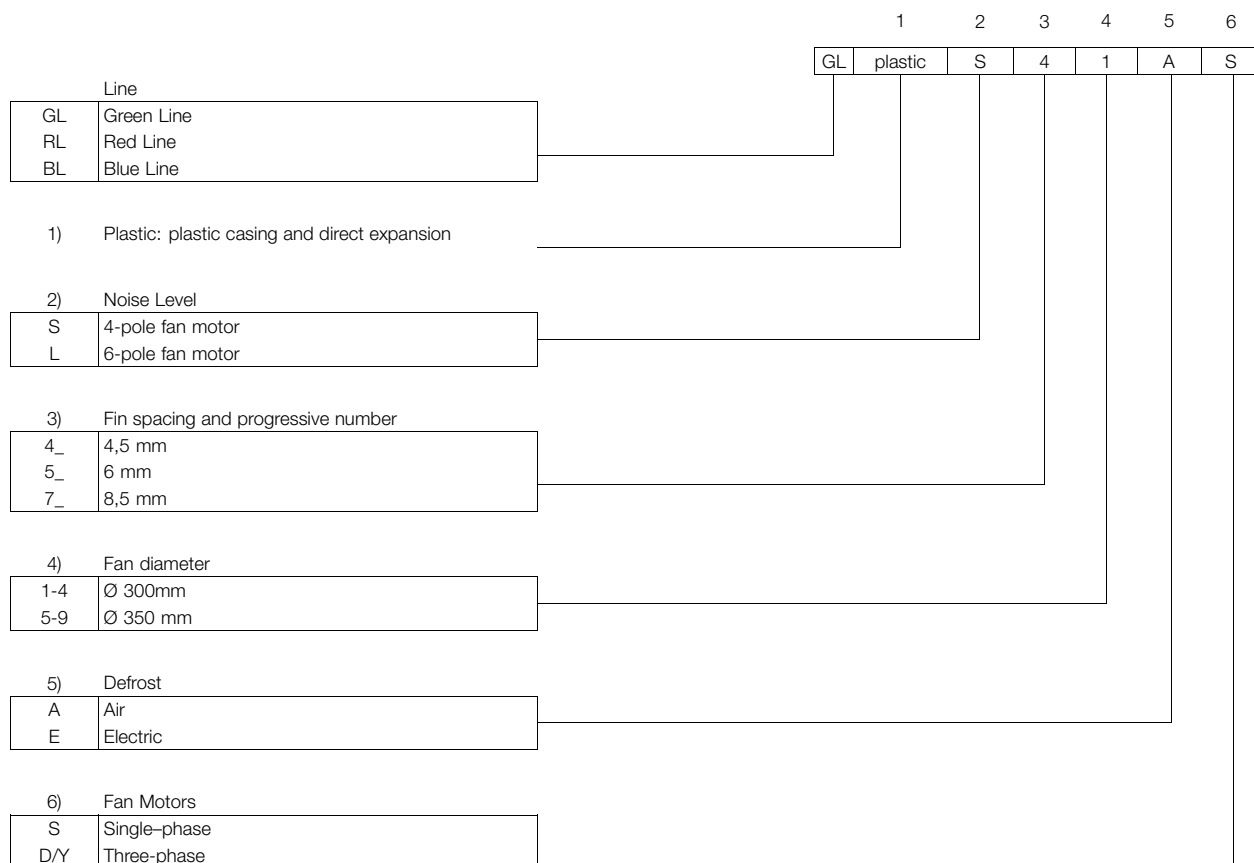 1 2 3 4 5 6
GL plastic S 4 1 A S
Line
GL Green Line
RL Red Line
BL Blue Line
1) Plastic: plastic casing and direct expansion
2) Noise Level
S 4-pole fan motor
L 6-pole fan motor
3) Fin spacing and progressive number
4_ 4,5 mm
5_ 6 mm
7_ 8,5 mm
4) Fan diameter
1-4 Ø 300mm
5-9 Ø 350 mm
5) Defrost
A Air
E Electric
6) Fan Motors
S Single–phase
D/Y Three-phase